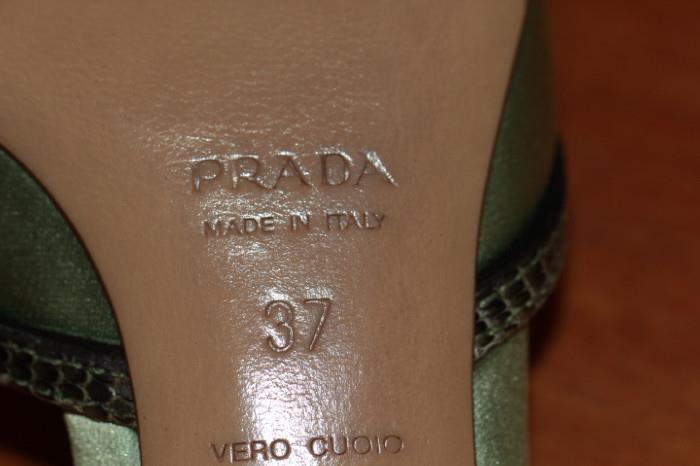 PRADA
MADE IN ITALY
37
VERO CUOIO